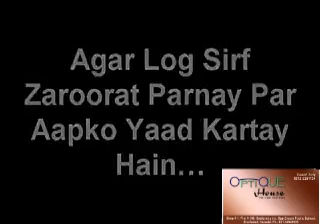 Agar Log Sirf
Zaroorat Parnay Par
Aapko Yaad Kartay
Hain...
OPTIQUE
House